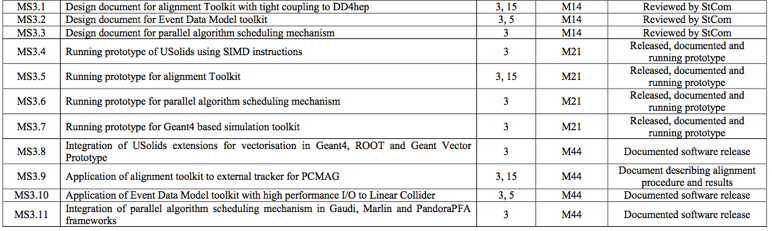 MS3.1 Design document for alignment Toolkit with tight coupling to DD4hep 3, 15 M14 Reviewed by StCom
MS3.2 Design document for Event Data Model toolkit 3, 5 M14 Reviewed by StCom
MS3.3 Design document for parallel algorithm scheduling mechanism 3 M14 Reviewed by StCom
MS3.4 Running prototype of USolids using SIMD instructions 3 M21 Released, documented and
running prototype
MS3.5 Running prototype for alignment Toolkit 3, 15 M21 Released, documented and
running prototype
MS3.6 Running prototype for parallel algorithm scheduling mechanism 3 M21 Released, documented and
running prototype
MS3.7 Running prototype for Geant4 based simulation toolkit 3 M21 Released, documented and
running prototype
MS3.8 Integration of USolids extensions for vectorisation in Geant4, ROOT and Geant Vector
Prototype 3 M44 Documented software release
MS3.9 Application of alignment toolkit to external tracker for PCMAG 3, 15 M44 Document describing alignment
procedure and results
MS3.10 Application of Event Data Model toolkit with high performance I/O to Linear Collider 3, 5 M44 Documented software release
MS3.11 Integration of parallel algorithm scheduling mechanism in Gaudi, Marlin and PandoraPFA
frameworks 3 M44 Documented software release